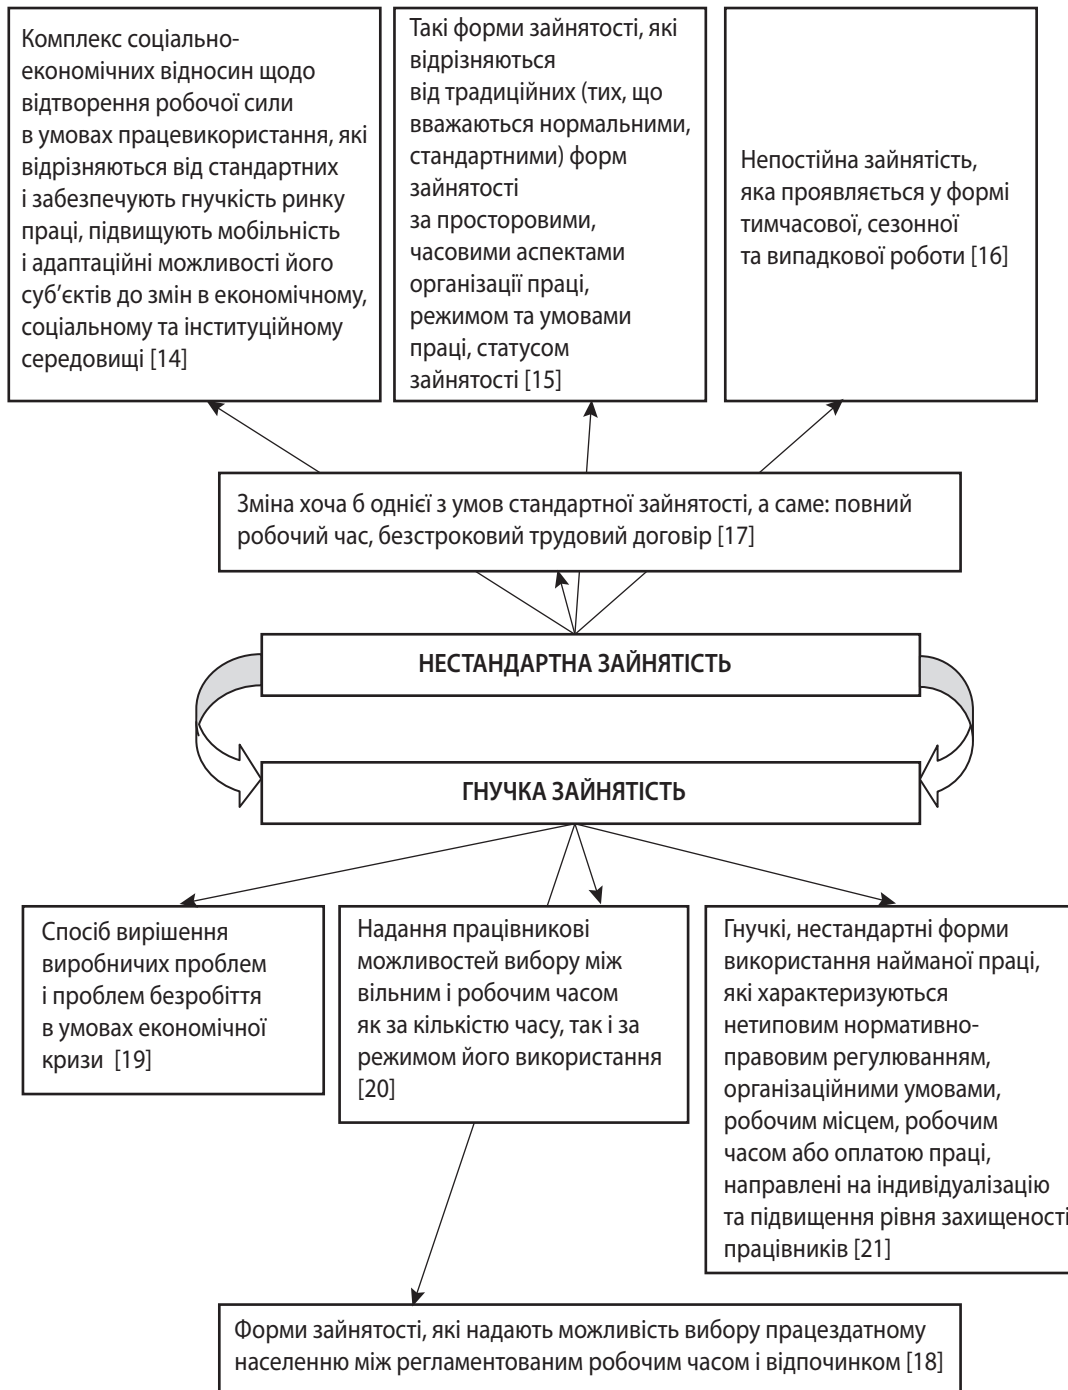 Комплекс соціально-
економічних відносин щодо
відтворення робочої сили
в умовах працевикористання, які
відрізняються від стандартних
і забезпечують гнучкість ринку
праці, підвищують мобільність
і адаптаційні можливості його
суб’єктів до змін в економічному,
соціальному та інституційному
середовищі [14]
Такі форми зайнятості, які
відрізняються
від традиційних (тих, що
вважаються нормальними,
стандартними) форм
зайнятості
за просторовими,
часовими аспектами
організації праці,
режимом та умовами
праці, статусом
зайнятості [15]
Непостійна зайнятість,
яка проявляється у формі
тимчасової, сезонної
та випадкової роботи [16]
Зміна хоча б однієї з умов стандартної зайнятості, а саме: повний
робочий час, безстроковий трудовий договір [17]
НЕСТАНДАРТНА ЗАЙНЯТІСТЬ
ГНУЧКА ЗАЙНЯТІСТЬ
Спосіб вирішення
виробничих проблем
і проблем безробіття
в умовах економічної
кризи [19]
Надання працівникові
можливостей вибору між
вільним і робочим часом
як за кількістю часу, так і за
режимом його використання
[20]
Гнучкі, нестандартні форми
використання найманої праці,
які характеризуються
нетиповим нормативно-
правовим регулюванням,
організаційними умовами,
робочим місцем, робочим
часом або оплатою праці,
направлені на індивідуалізацію
та підвищення рівня захищеності
працівників [21]
Форми зайнятості, які надають можливість вибору працездатному
населенню між регламентованим робочим часом і відпочинком [18]